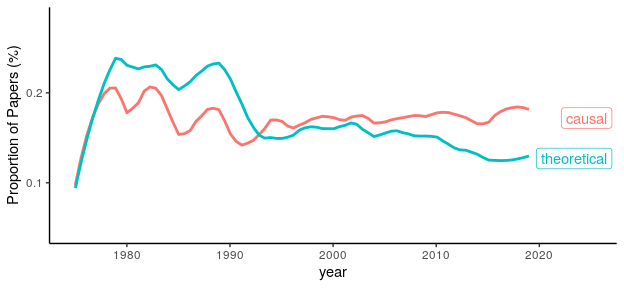 Proportion of Papers (%)
0.2
0.1
causal
theoretical
1980 1990 2000 2010 2020
year